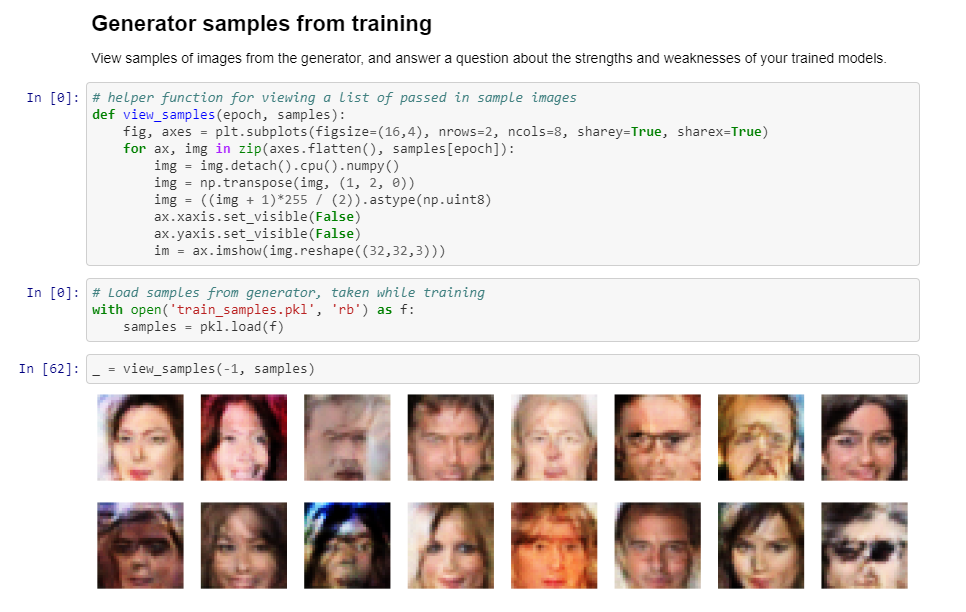 Generator samples from training
View samples of images from the generator, and answer a question about the strengths and weaknesses of your trained models.
In [0]:
# helper function for viewing a list of passed in sample images
def view_samples(epoch, samples):
    fig, axes = plt.subplots(figsize=(16,4), nrows=2, ncols=8, sharey=True, sharex=True)
    for ax, img in zip(axes.flatten(), samples[epoch]):
        img = img.detach().cpu().numpy()
        img = np.transpose(img, (1, 2, 0))
        img = ((img + 1)*255 / (2)).astype(np.uint8)
        ax.xaxis.set_visible(False)
        ax.yaxis.set_visible(False)
        im = ax.imshow(img.reshape((32,32,3)))
In [0]:
# Load samples from generator, taken while training
with open('train_samples.pkl', 'rb') as f:
    samples = pkl.load(f)
In [62]:
_ = view_samples(-1, samples)